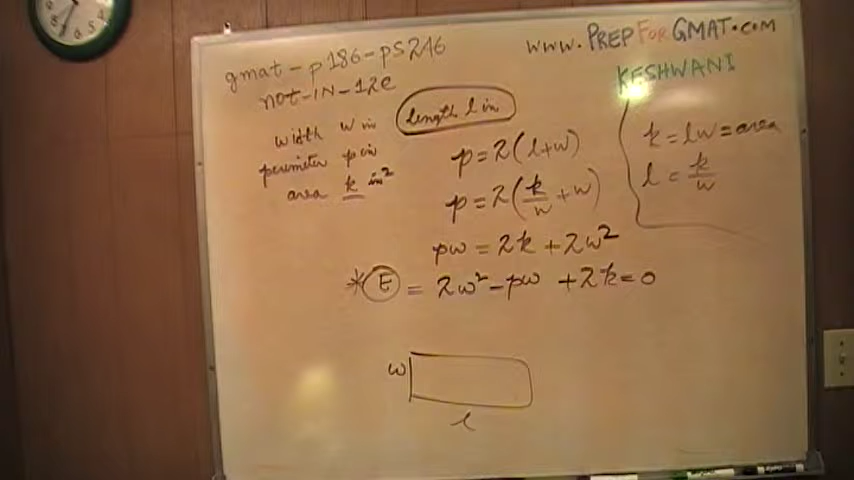 gmat-p186-PS246
not-IN-12e
www.PREPFORGMAT.COM
KESHWANI
width w in
length l in
perimeter p in
area k in²
p=2(l+w)
p=2(k/w+w)
pw=2k+2w²
*E = 2w²-pw+2k=0
k=lw=area
l=k/w
w
l